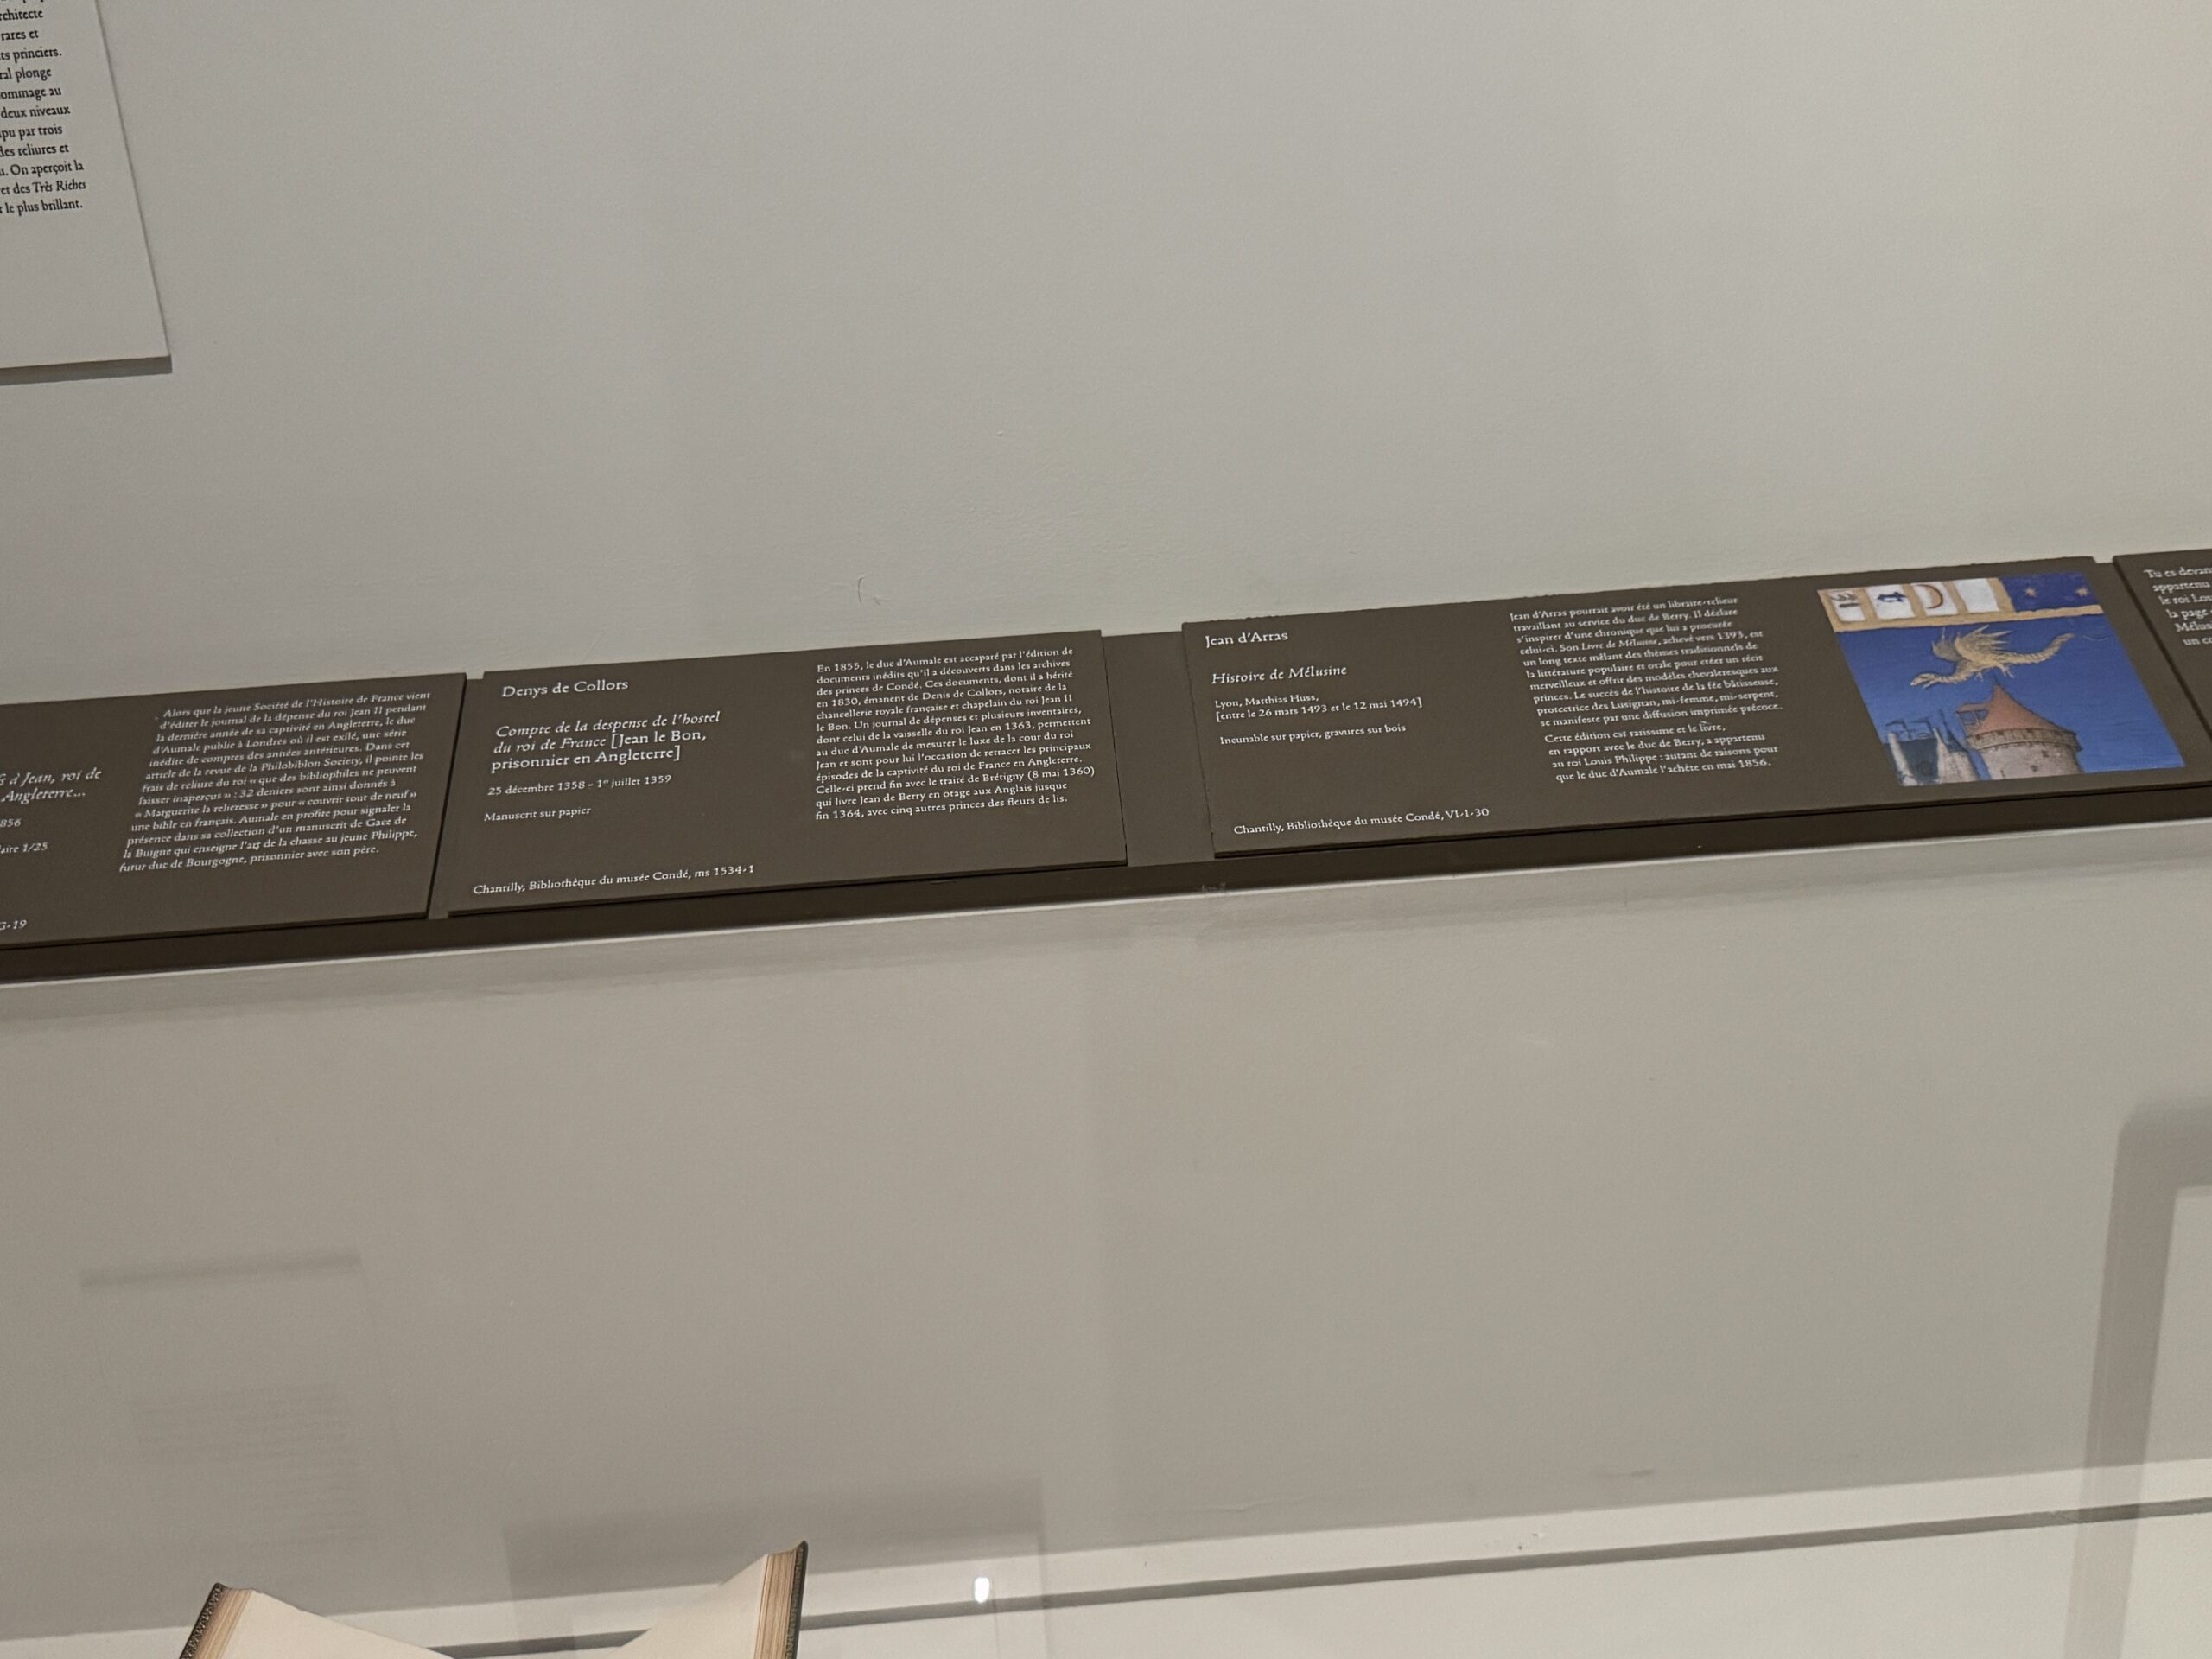 rchitecte
rares et
ts princiers.
ral plonge
ommage au
deux niveaux
pu par trois
des reliures et
u. On aperçoit la
et des Très Riches
le plus brillant.
d'Jean, roi de
Angleterre...
1856
1/25
G-19
Alors que la jeune Société de l'Histoire de France vient
d'éditer le journal de la dépense du roi Jean II pendant
la dernière année de sa captivité en Angleterre, le duc
d'Aumale publie à Londres où il est exilé, une série
inédite de comptes des années antérieures. Dans cet
article de la revue de la Philobiblon Society, il pointe les
frais de reliure du roi « que des bibliophiles ne peuvent
laisser inaperçus » : 32 deniers sont ainsi donnés à
« Marguerite la relieresse » pour « couvrir tout de neuf »
une bible en français. Aumale en profite pour signaler la
présence dans sa collection d'un manuscrit de Gace de
la Buigne qui enseigne l'art de la chasse au jeune Philippe,
futur duc de Bourgogne, prisonnier avec son père.
Denys de Collors
Compte de la despense de l'hostel
du roi de France [Jean le Bon,
prisonnier en Angleterre]
25 décembre 1358 – 1er juillet 1359
Manuscrit sur papier
Chantilly, Bibliothèque du musée Condé, ms 1534-1
En 1855, le duc d'Aumale est accaparé par l'édition de
documents inédits qu'il a découverts dans les archives
des princes de Condé. Ces documents, dont il a hérité
en 1830, émanent de Denis de Collors, notaire de la
chancellerie royale française et chapelain du roi Jean II
le Bon. Un journal de dépenses et plusieurs inventaires,
dont celui de la vaisselle du roi Jean en 1363, permettent
au duc d'Aumale de mesurer le luxe de la cour du roi
Jean et sont pour lui l'occasion de retracer les principaux
épisodes de la captivité du roi de France en Angleterre.
Celle-ci prend fin avec le traité de Brétigny (8 mai 1360)
qui livre Jean de Berry en otage aux Anglais jusque
fin 1364, avec cinq autres princes des fleurs de lis.
Jean d'Arras
Histoire de Mélusine
Lyon, Matthias Huss,
[entre le 26 mars 1493 et le 12 mai 1494]
Incunable sur papier, gravures sur bois
Chantilly, Bibliothèque du musée Condé, VI-1-30
Jean d'Arras pourrait avoir été un libraire-relieur
travaillant au service du duc de Berry. Il déclare
s'inspirer d'une chronique que lui a procurée
celui-ci. Son Livre de Mélusine, achevé vers 1393, est
un long texte mêlant des thèmes traditionnels de
la littérature populaire et orale pour créer un récit
merveilleux et offrir des modèles chevaleresques aux
princes. Le succès de l'histoire de la fée bâtisseuse,
protectrice des Lusignan, mi-femme, mi-serpent,
se manifeste par une diffusion imprimée précoce.
Cette édition est rarissime et le livre,
en rapport avec le duc de Berry, a appartenu
au roi Louis Philippe : autant de raisons pour
que le duc d'Aumale l'achète en mai 1856.
Tu es devan
appartenu
le roi Lou
la page
Mélus
un